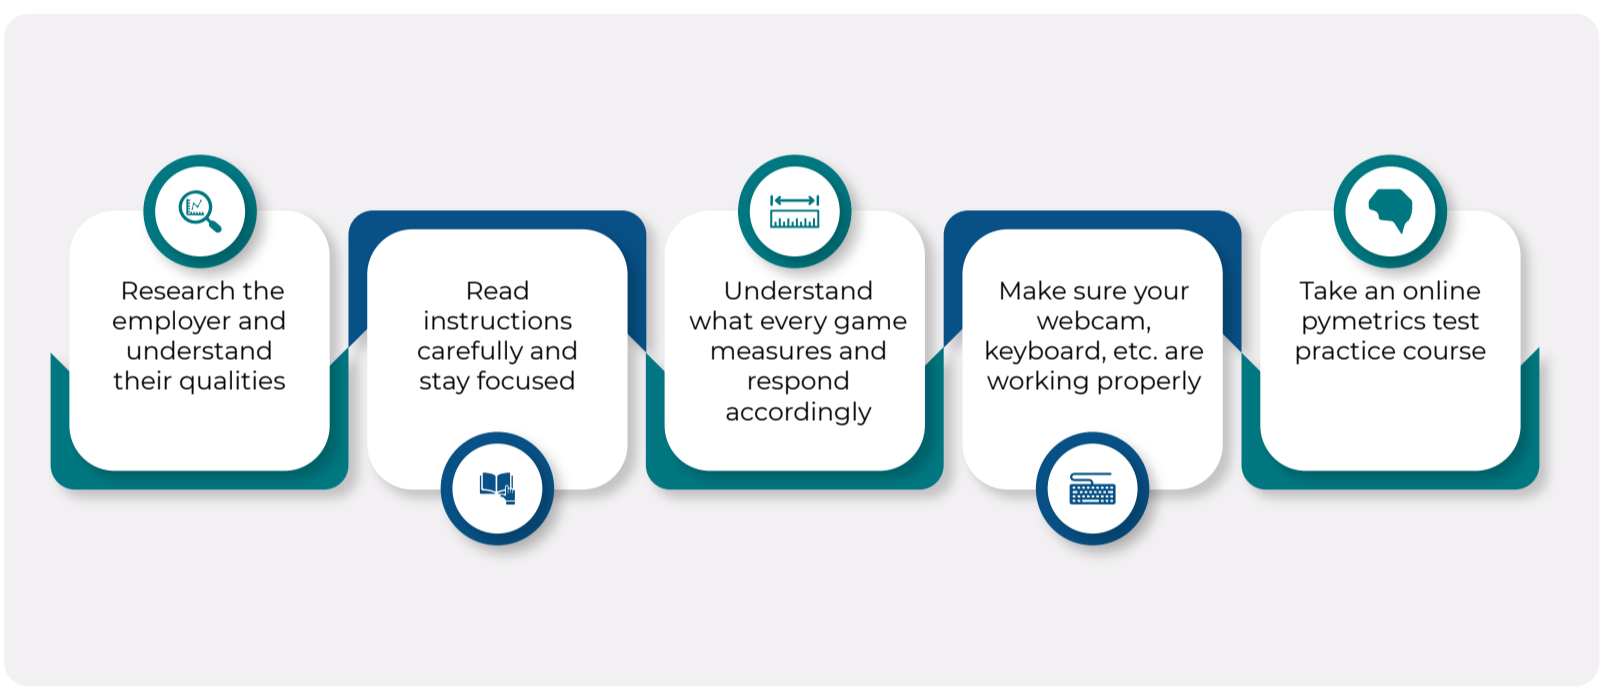 Research the
employer and
understand
their qualities
Read
instructions
carefully and
stay focused
Understand
what every game
measures and
respond
accordingly
Make sure your
webcam,
keyboard, etc. are
working properly
Take an online
pymetrics test
practice course